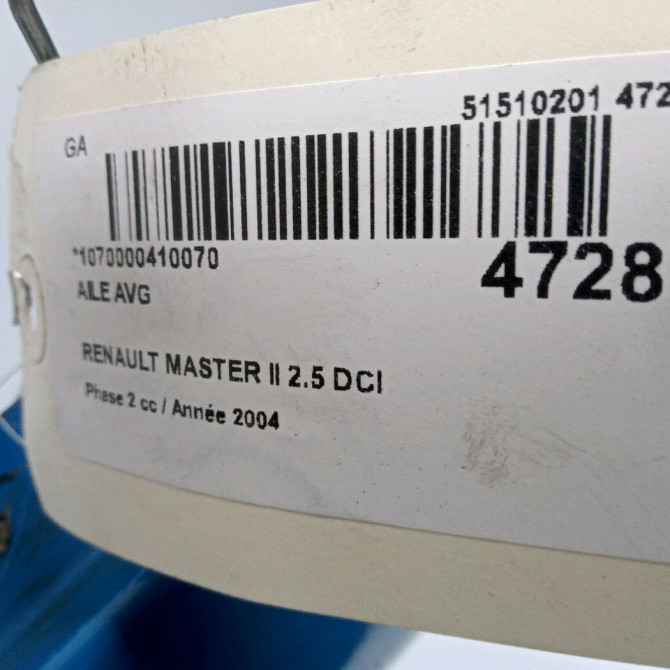 51510201 472
GA
*1070000410070
4728
AILE AVG
RENAULT MASTER II 2.5 DCI
Phase 2 cc / Année 2004